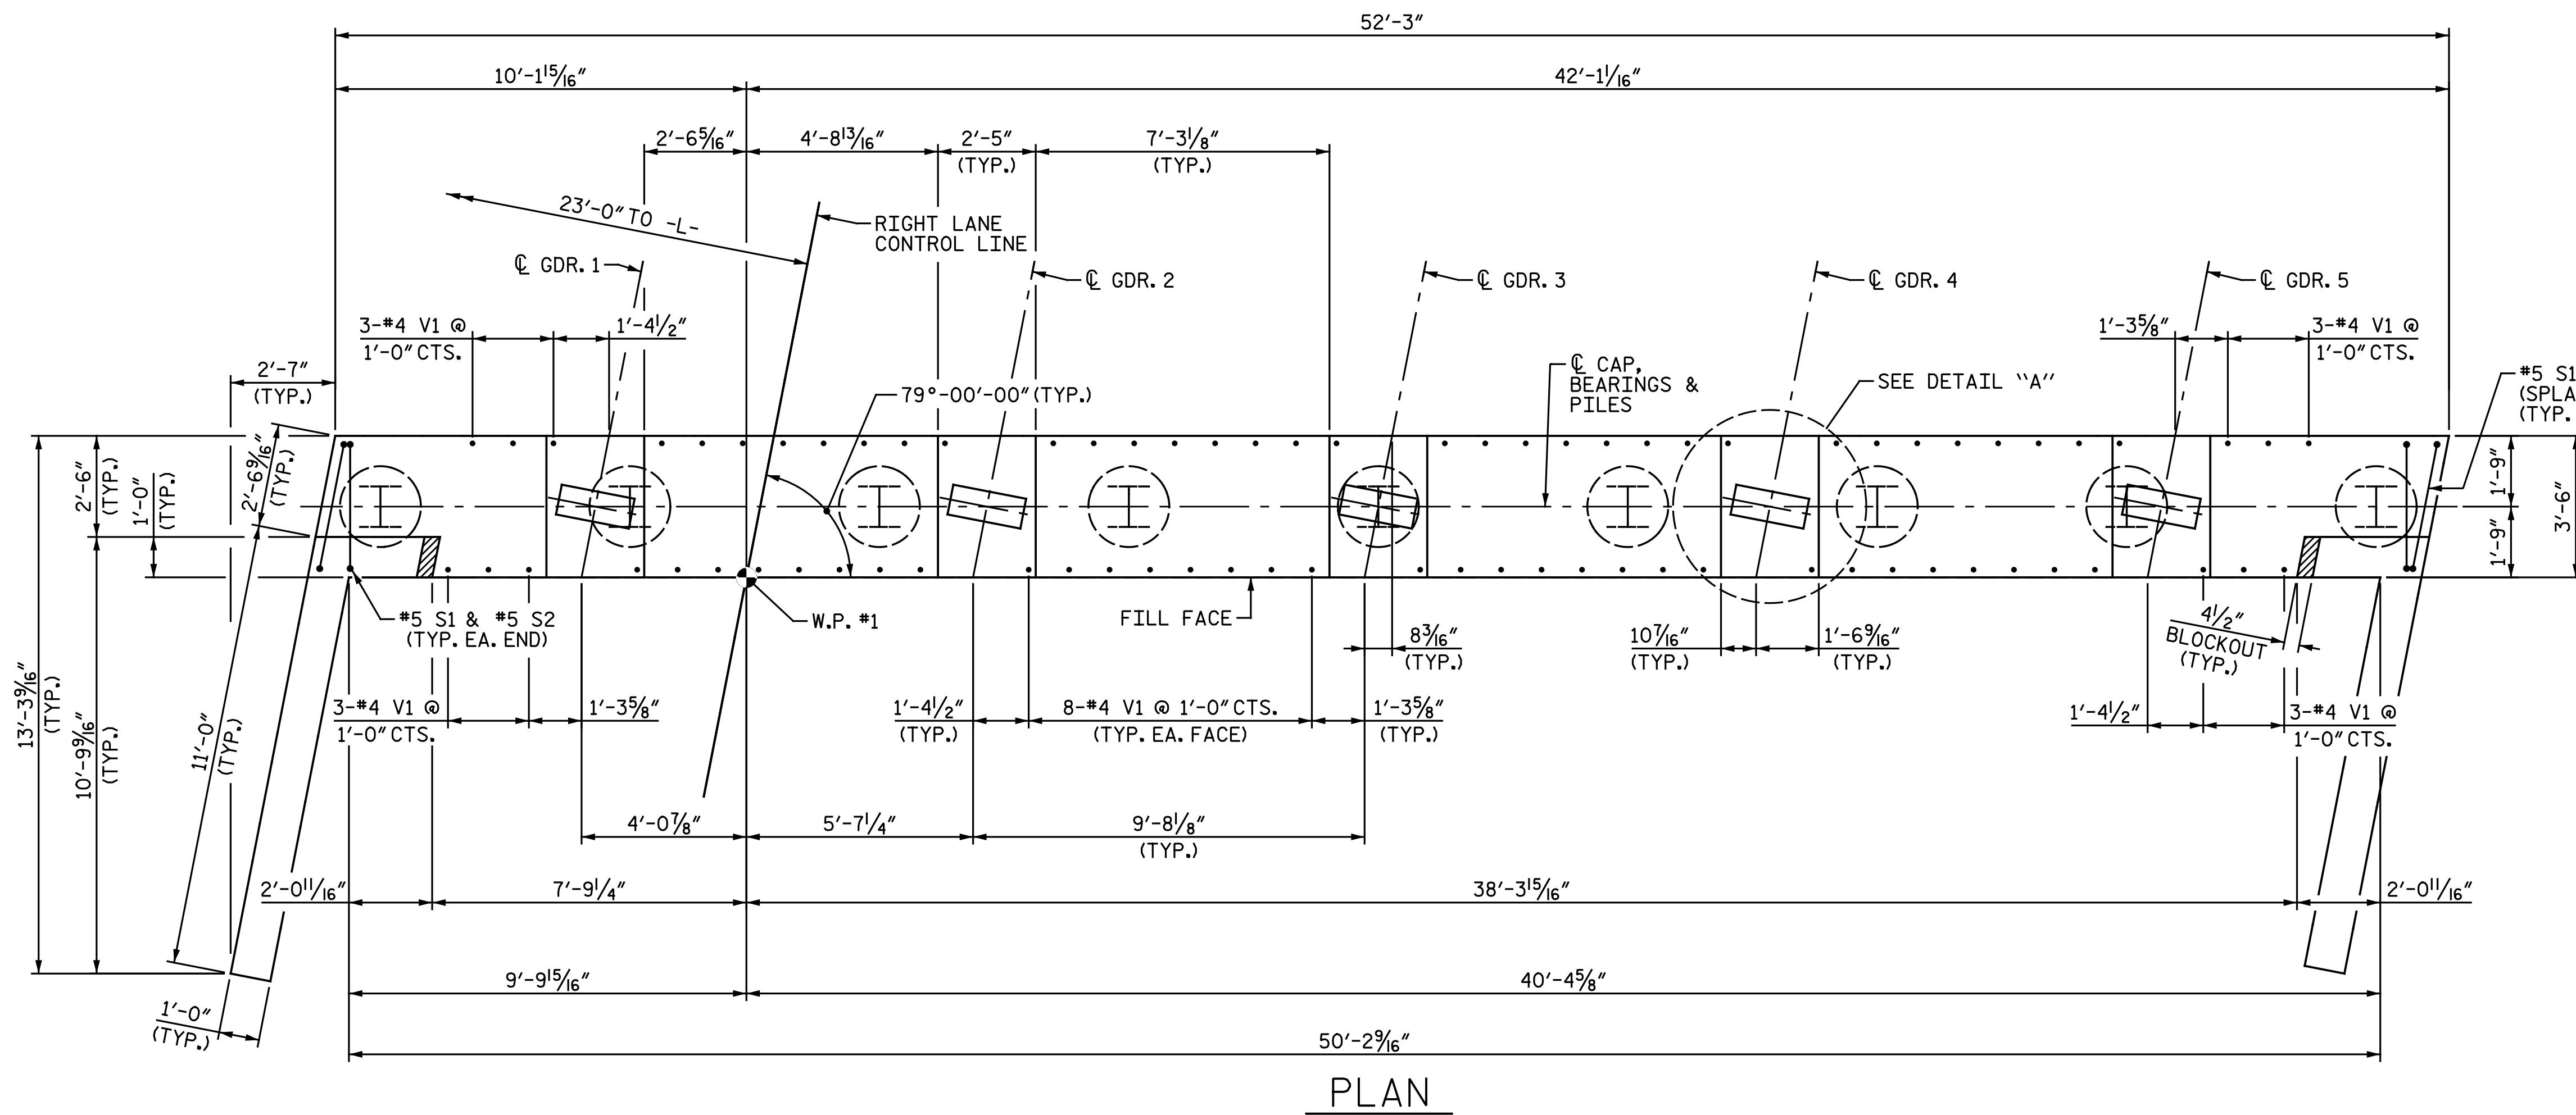 52'-3"
10'-1 15/16"
42'-1 1/16"
2'-6 5/16"
4'-8 13/16"
2'-5"
(TYP.)
7'-3 1/8"
(TYP.)
23'-0" TO -L-
RIGHT LANE
CONTROL LINE
℄ GDR. 1
℄ GDR. 2
℄ GDR. 3
℄ GDR. 4
℄ GDR. 5
3-#4 V1 @
1'-0" CTS.
1'-4 1/2"
1'-3 5/8"
3-#4 V1 @
1'-0" CTS.
2'-7"
(TYP.)
79°-00'-00" (TYP.)
℄ CAP,
BEARINGS &
PILES
SEE DETAIL "A"
#5 S1
(SPLA
(TYP.
2'-6"
(TYP.)
1'-0"
(TYP.)
2'-6 9/16"
(TYP.)
1'-9"
1'-9"
3'-6"
#5 S1 & #5 S2
(TYP. EA. END)
W.P. #1
FILL FACE
8 3/16"
(TYP.)
10 7/16"
(TYP.)
1'-6 9/16"
(TYP.)
4 1/2"
BLOCKOUT
(TYP.)
13'-3 9/16"
(TYP.)
10'-9 9/16"
(TYP.)
11'-0"
(TYP.)
3-#4 V1 @
1'-0" CTS.
1'-3 5/8"
1'-4 1/2"
(TYP.)
8-#4 V1 @ 1'-0" CTS.
(TYP. EA. FACE)
1'-3 5/8"
(TYP.)
1'-4 1/2"
3-#4 V1 @
1'-0" CTS.
4'-0 7/8"
5'-7 1/4"
9'-8 1/8"
(TYP.)
2'-0 11/16"
7'-9 1/4"
38'-3 15/16"
2'-0 11/16"
9'-9 15/16"
40'-4 5/8"
1'-0"
(TYP.)
50'-2 9/16"
PLAN